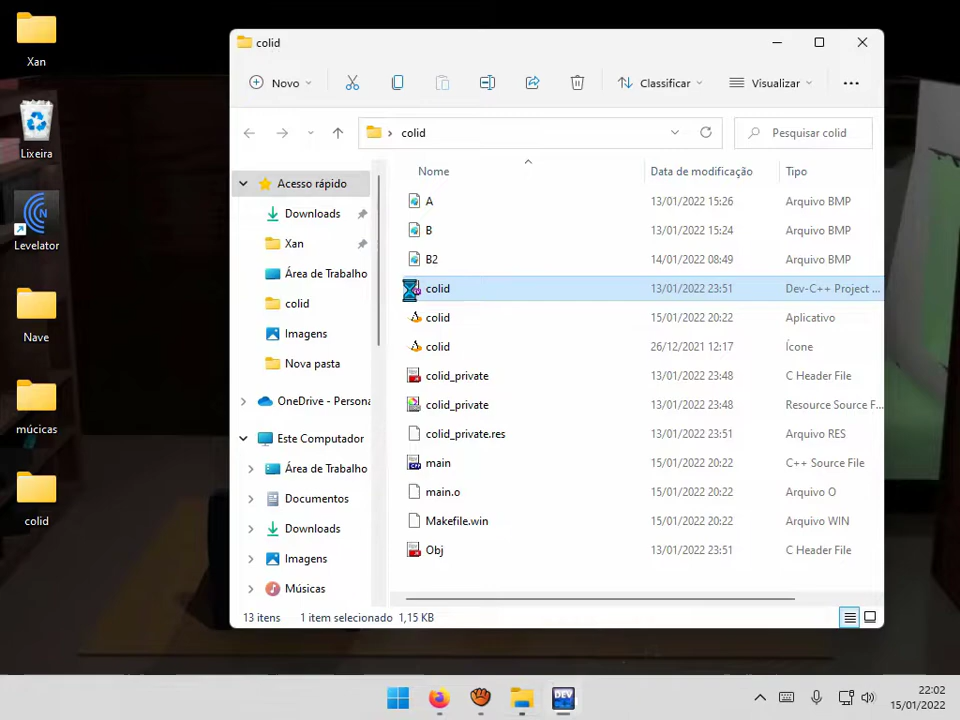 Xan
Lixeira
Levelator
Nave
múcicas
colid
colid
Novo
Classificar
Visualizar
colid
Pesquisar colid
Acesso rápido
Downloads
Xan
Área de Trabalho
colid
Imagens
Nova pasta
OneDrive - Persona
Este Computador
Área de Trabalho
Documentos
Downloads
Imagens
Músicas
Nome Data de modificação Tipo
A 13/01/2022 15:26 Arquivo BMP
B 13/01/2022 15:24 Arquivo BMP
B2 14/01/2022 08:49 Arquivo BMP
colid 13/01/2022 23:51 Dev-C++ Project ...
colid 15/01/2022 20:22 Aplicativo
colid 26/12/2021 12:17 Ícone
colid_private 13/01/2022 23:48 C Header File
colid_private 13/01/2022 23:48 Resource Source F...
colid_private.res 13/01/2022 23:51 Arquivo RES
main 15/01/2022 20:22 C++ Source File
main.o 15/01/2022 20:22 Arquivo O
Makefile.win 15/01/2022 20:22 Arquivo WIN
Obj 13/01/2022 23:51 C Header File
13 itens 1 item selecionado 1,15 KB
DEV
22:02
15/01/2022